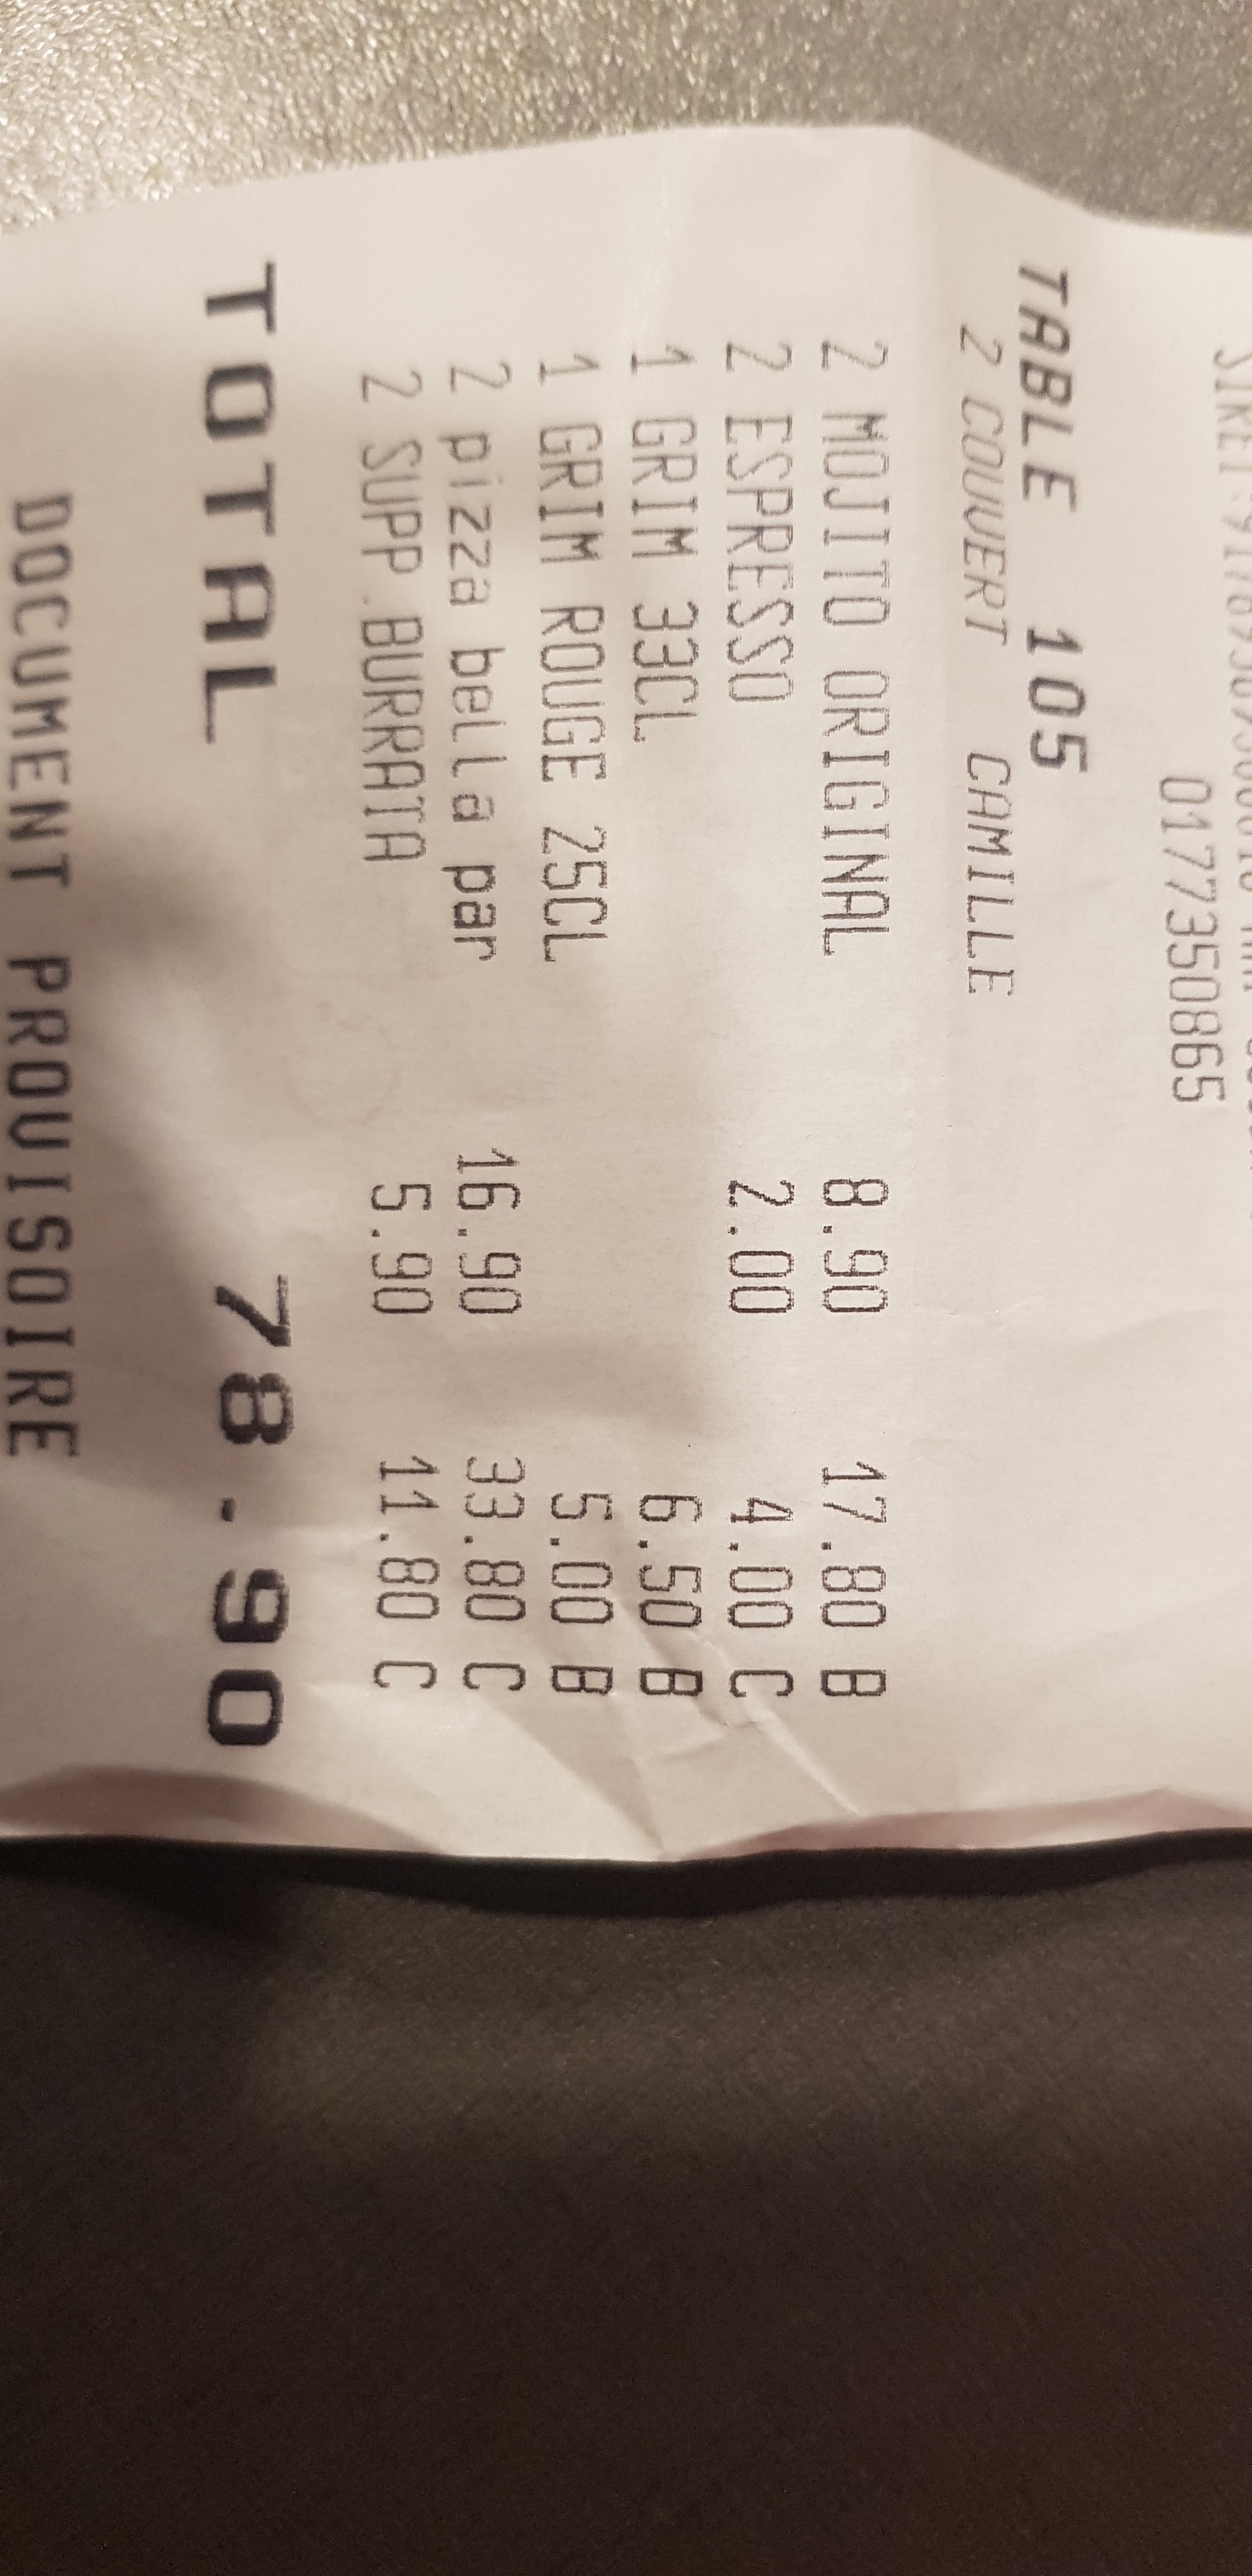 0177350865
TABLE 105
2 COUVERT CAMILLE
2 MOJITO ORIGINAL 8.90 17.80 B
2 ESPRESSO 2.00 4.00 C
1 GRIM 33CL 6.50 B
1 GRIM ROUGE 25CL 5.00 B
2 pizza bella par 16.90 33.80 C
2 SUPP.BURRATA 5.90 11.80 C
TOTAL 78.90
DOCUMENT PROVISOIRE